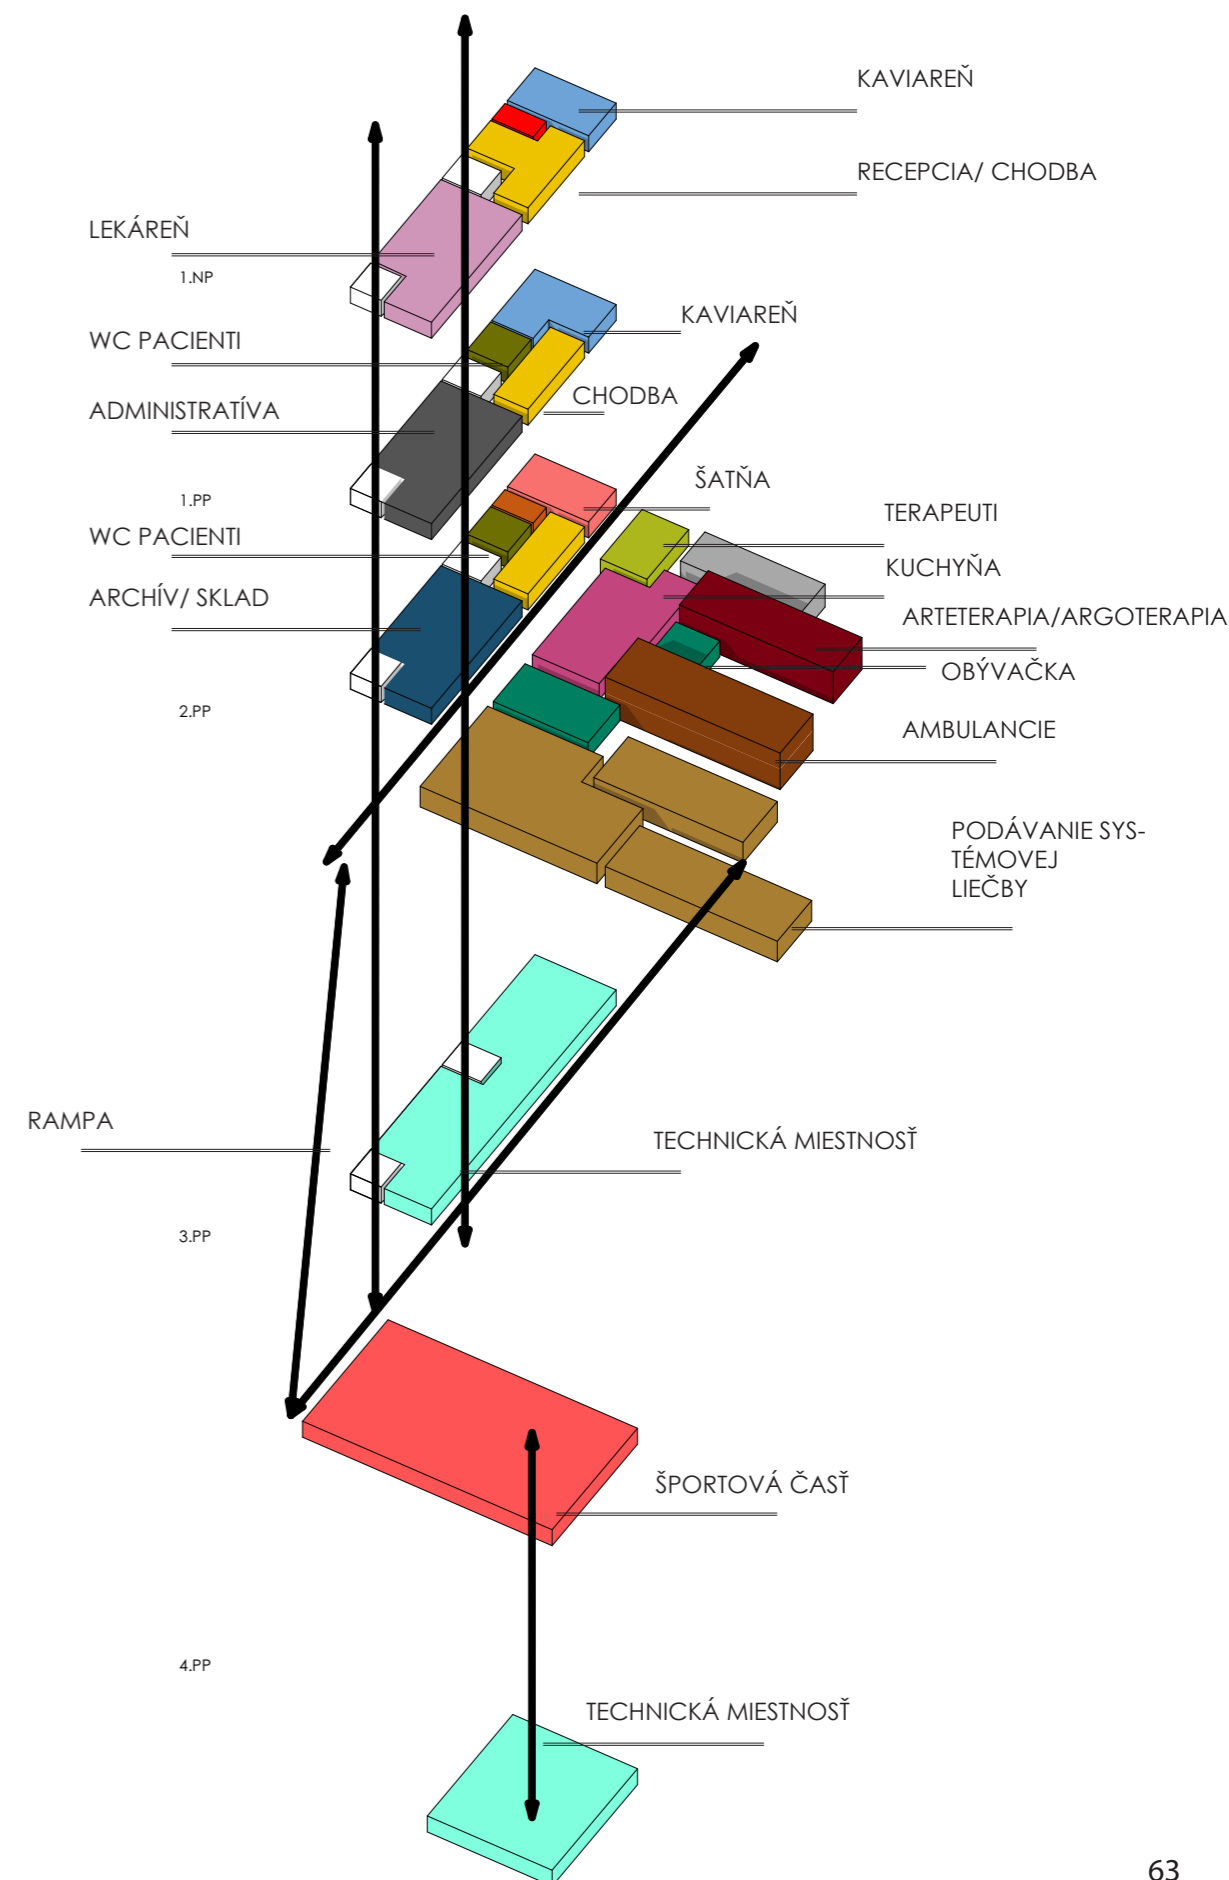 KAVIAREŇ
RECEPCIA/ CHODBA
LEKÁREŇ
1.NP
KAVIAREŇ
WC PACIENTI
CHODBA
ADMINISTRATÍVA
ŠATŇA
1.PP
TERAPEUTI
WC PACIENTI
KUCHYŇA
ARCHÍV/ SKLAD
ARTETERAPIA/ARGOTERAPIA
OBÝVAČKA
2.PP
AMBULANCIE
PODÁVANIE SYS-
TÉMOVEJ
LIEČBY
RAMPA
TECHNICKÁ MIESTNOSŤ
3.PP
ŠPORTOVÁ ČASŤ
4.PP
TECHNICKÁ MIESTNOSŤ
63